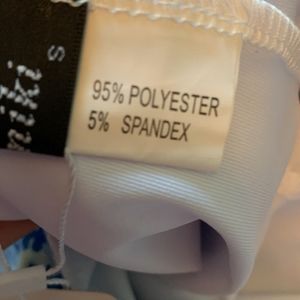 S
95% POLYESTER
5% SPANDEX